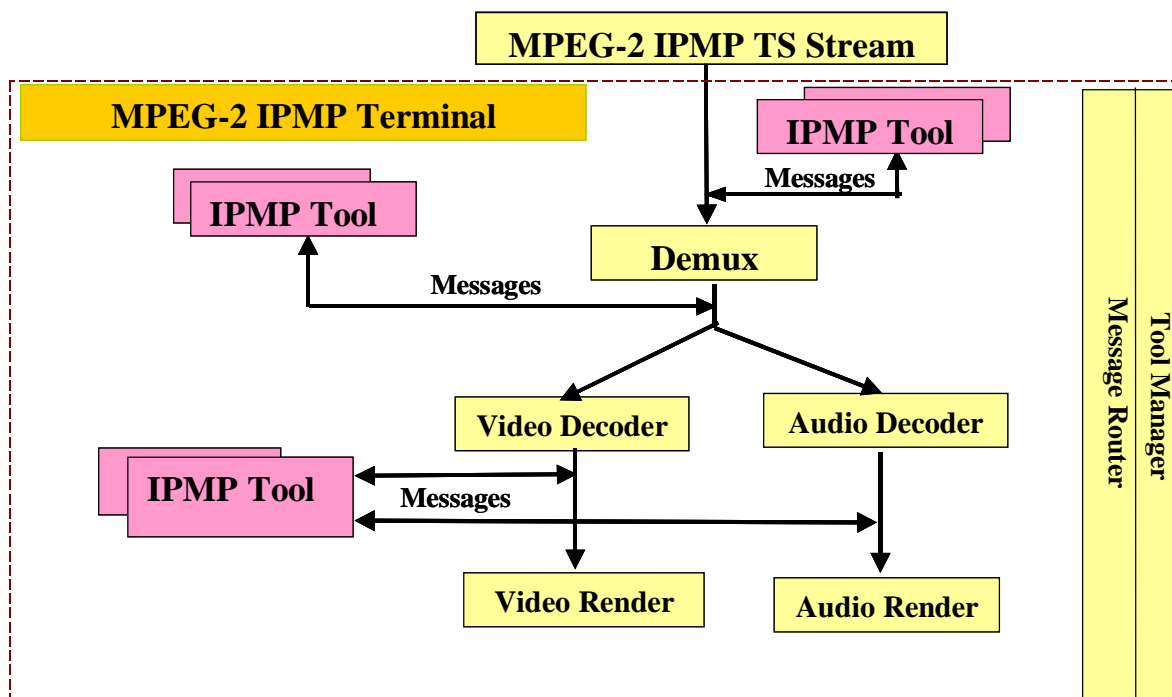 MPEG-2 IPMP TS Stream
MPEG-2 IPMP Terminal
IPMP Tool
Messages
IPMP Tool
Demux
Messages
Video Decoder
Audio Decoder
IPMP Tool
Messages
Video Render
Audio Render
Message Router
Tool Manager